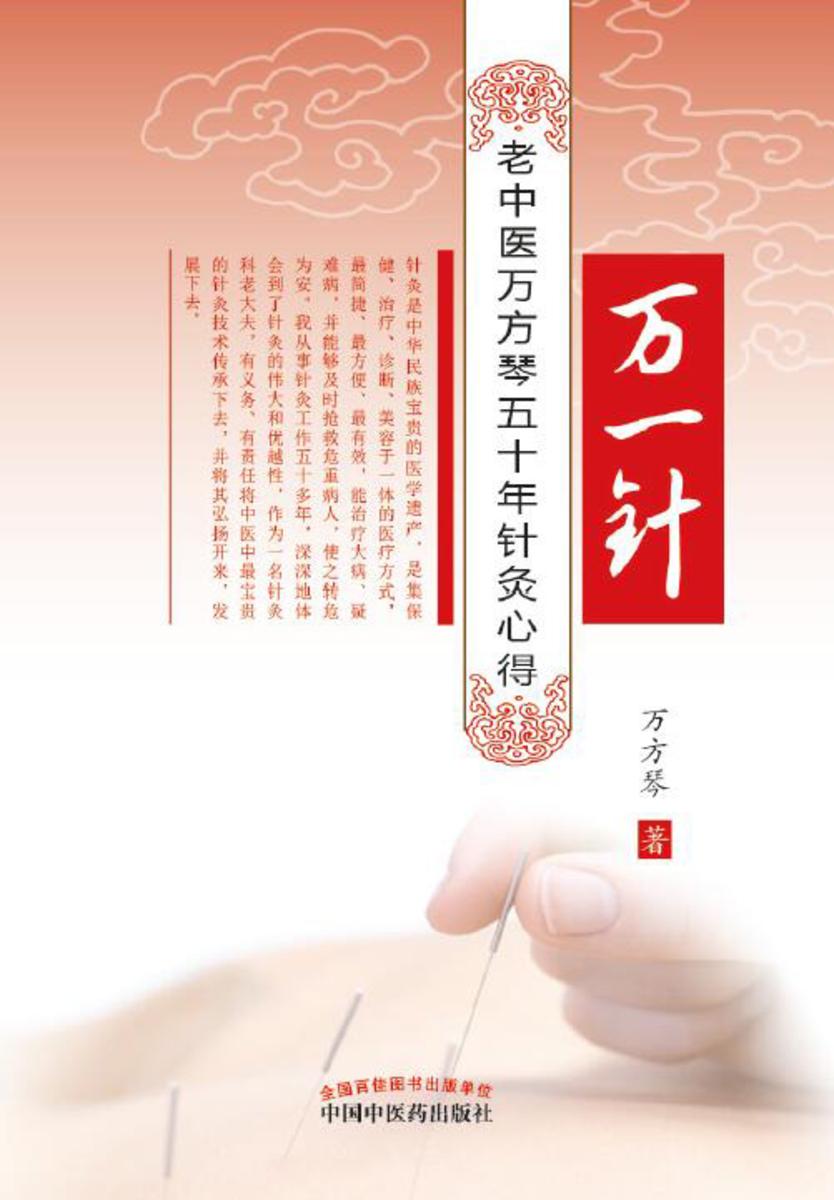 万一针
万方琴
著
老中医万方琴五十年针灸心得
针灸是中华民族宝贵的医学遗产，是集保
健、治疗、诊断、美容于一体的医疗方式，
最简捷、最方便、最有效，能治疗大病、疑
难病，并能够及时抢救危重病人，使之转危
为安。我从事针灸工作五十多年，深深地体
会到了针灸的伟大和优越性，作为一名针灸
科老大夫，有义务、有责任将中医中最宝贵
的针灸技术传承下去，并将其弘扬开来，发
展下去。
全国百佳图书出版单位
中国中医药出版社